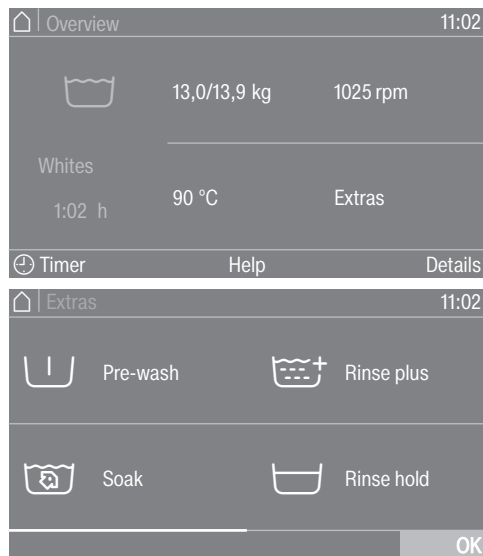 Overview 11:02
13,0/13,9 kg 1025 rpm
Whites
90 °C Extras
1:02 h
Timer Help Details
Extras 11:02
Pre-wash Rinse plus
Soak Rinse hold
OK